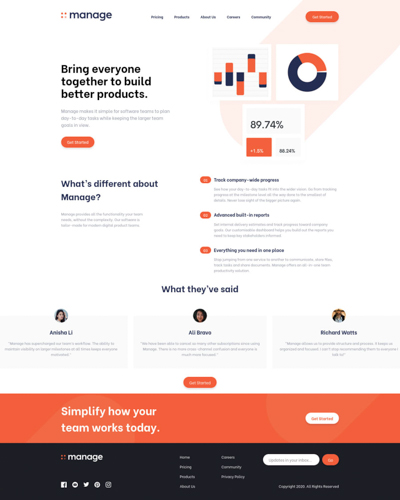 manage
Pricing Products About Us Careers Community
Get Started
Bring everyone
together to build
better products.
Manage makes it simple for software teams to plan
day-to-day tasks while keeping the larger team
goals in view.
Get Started
89.74%
+1.9% 88.24%
What's different about
Manage?
Manage provides all the functionality your team
needs, without the complexity. Our software is
tailor-made for modern digital product teams.
01 Track company-wide progress
See how your day-to-day tasks fit into the wider vision. Go from tracking
progress at the milestone level all the way done to the smallest of
details. Never lose sight of the bigger picture again.
02 Advanced built-in reports
Set internal delivery estimates and track progress toward company
goals. Our customisable dashboard helps you build out the reports you
need to keep key stakeholders informed.
03 Everything you need in one place
Stop jumping from one service to another to communicate, store files,
track tasks and share documents. Manage offers an all-in-one team
productivity solution.
What they've said
Anisha Li
"Manage has supercharged our team's workflow. The ability to
maintain visibility on larger milestones at all times keeps everyone
motivated."
Ali Bravo
"We have been able to cancel so many other subscriptions since using
Manage. There is no more cross-channel confusion and everyone is
much more focused."
Richard Watts
"Manage allows us to provide structure and process. It keeps us
organized and focused. I can't stop recommending them to everyone I
talk to!"
Get Started
Simplify how your
team works today.
Get Started
manage
Home
Pricing
Products
About Us
Careers
Community
Privacy Policy
Updates in your inbox...
Go
Copyright 2020. All Rights Reserved